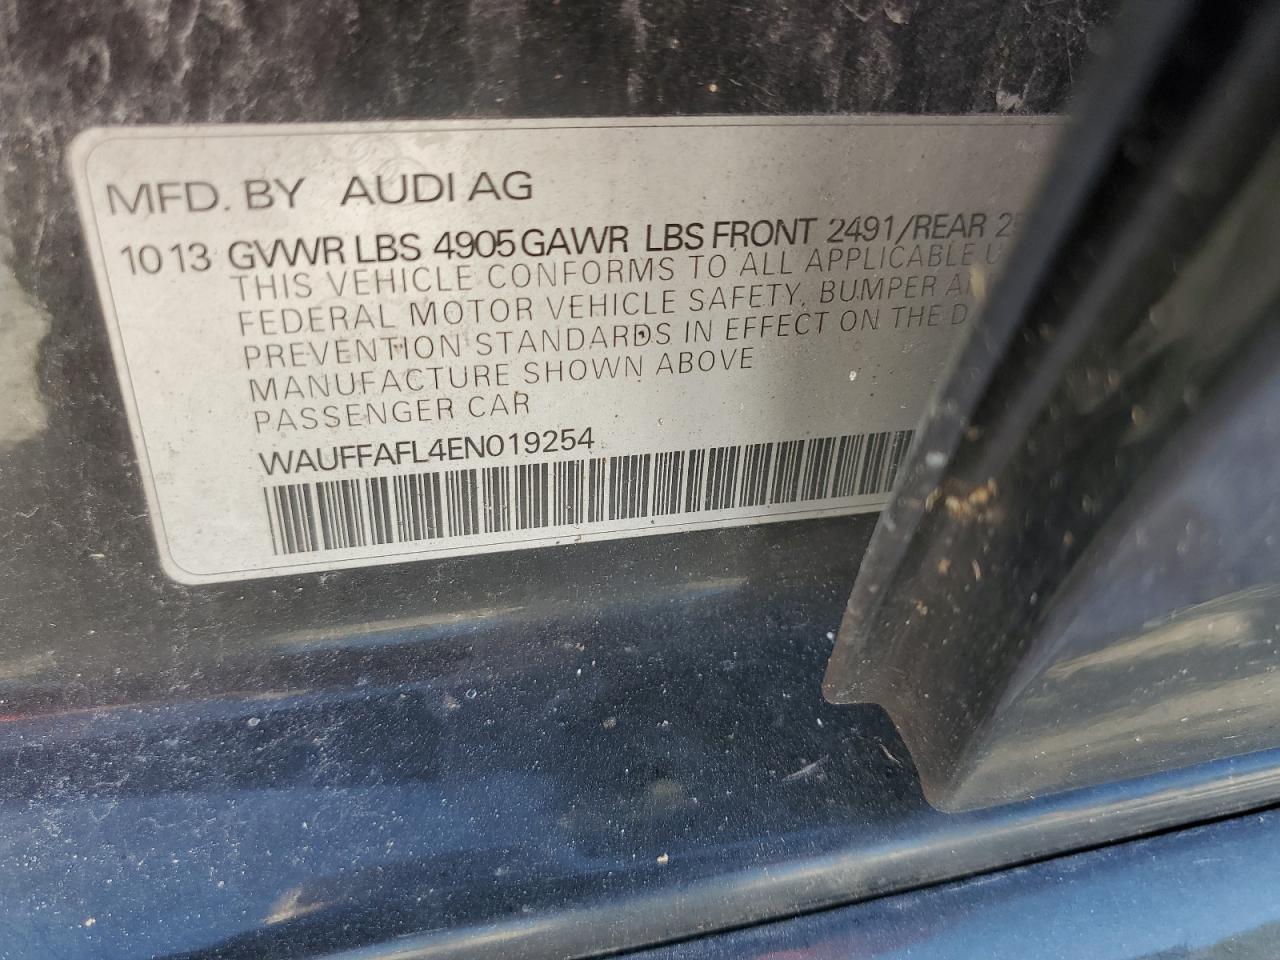 MFD. BY AUDI AG
10 13 GVWR LBS 4905 GAWR LBS FRONT 2491/REAR
THIS VEHICLE CONFORMS TO ALL APPLICABLE
FEDERAL MOTOR VEHICLE SAFETY, BUMPER
PREVENTION STANDARDS IN EFFECT ON THE
MANUFACTURE SHOWN ABOVE
PASSENGER CAR
WAUFFAFL4EN019254